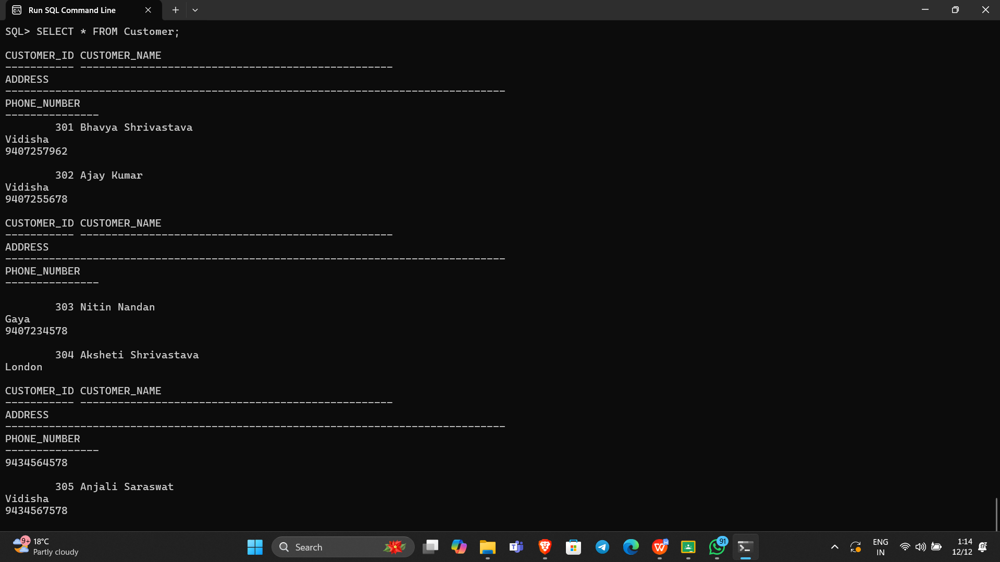 Run SQL Command Line
SQL> SELECT * FROM Customer;
CUSTOMER_ID CUSTOMER_NAME
----------- --------------------------------------------------
ADDRESS
--------------------------------------------------------------------------------
PHONE_NUMBER
---------------
301 Bhavya Shrivastava
Vidisha
9407257962
302 Ajay Kumar
Vidisha
9407255678
CUSTOMER_ID CUSTOMER_NAME
----------- --------------------------------------------------
ADDRESS
--------------------------------------------------------------------------------
PHONE_NUMBER
---------------
303 Nitin Nandan
Gaya
9407234578
304 Aksheti Shrivastava
London
CUSTOMER_ID CUSTOMER_NAME
----------- --------------------------------------------------
ADDRESS
--------------------------------------------------------------------------------
PHONE_NUMBER
---------------
9434564578
305 Anjali Saraswat
Vidisha
9434567578
9+
18°C
Partly cloudy
Search
91
ENG
IN
1:14
12/12